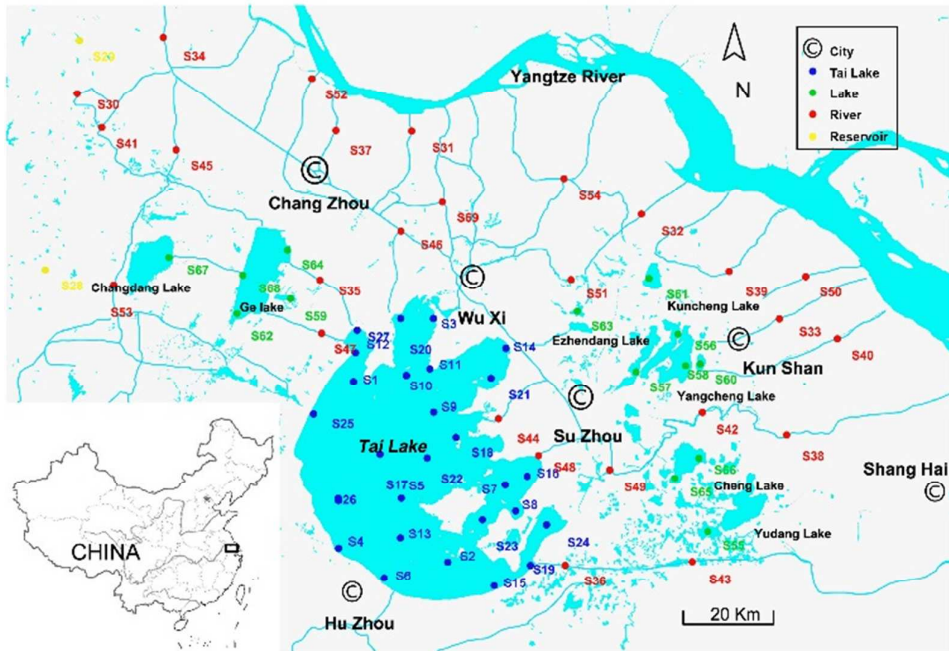 S29
S34
Yangtze River
N
© City
Tai Lake
Lake
River
Reservoir
S52
S30
S41
S45
S37
S31
S54
© 
Chang Zhou
S69
S46
S32
S67
S64
S28
Changdang Lake
S68
S35
Ge lake
S53
S59
S62
S47
©
Wu Xi
S51
S61
Kuncheng Lake
S39
S50
S63
Ezhendang Lake
S33
S56
©
Kun Shan
S40
S57
S58
S60
Yangcheng Lake
S27
S12
S3
S20
S14
S11
S10
S1
S21
©
Su Zhou
S9
S25
S44
S42
S38
Tai Lake
S18
S48
S49
S66
Cheng Lake
Shang Hai
©
S22
S16
S65
S17
S5
S7
S26
S8
S13
S23
S24
S55
Yudang Lake
S4
S2
S6
S19
S15
S36
S43
©
Hu Zhou
20 Km
CHINA